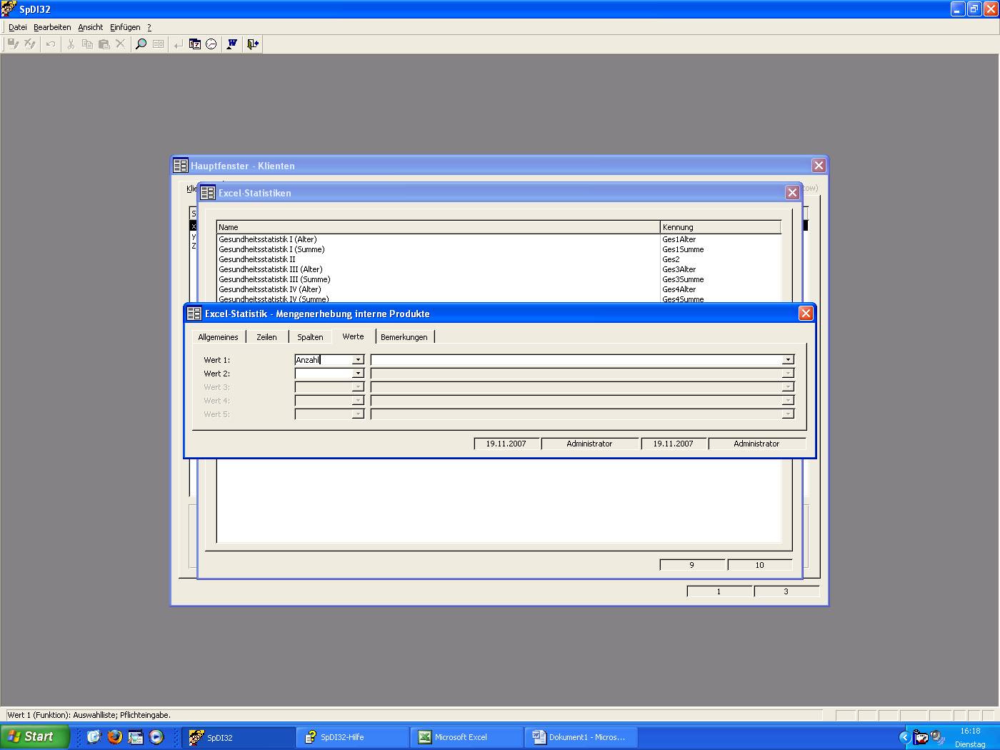 SpDI32
Datei Bearbeiten Ansicht Einfügen ?
Hauptfenster - Klienten
Klie
Excel-Statistiken
Name Kennung
Gesundheitsstatistik I (Alter) Ges1Alter
Gesundheitsstatistik I (Summe) Ges1Summe
Gesundheitsstatistik II Ges2
Gesundheitsstatistik III (Alter) Ges3Alter
Gesundheitsstatistik III (Summe) Ges3Summe
Gesundheitsstatistik IV (Alter) Ges4Alter
Gesundheitsstatistik IV (Summe) Ges4Summe
Excel-Statistik - Mengenerhebung interne Produkte
Allgemeines Zeilen Spalten Werte Bemerkungen
Wert 1: Anzahl
Wert 2:
Wert 3:
Wert 4:
Wert 5:
19.11.2007 Administrator 19.11.2007 Administrator
9 10
1 3
Wert 1 (Funktion): Auswahlliste; Pflichteingabe.
Start SpDI32 SpDI32-Hilfe Microsoft Excel Dokument1 - Micros... 16:18
Dienstag